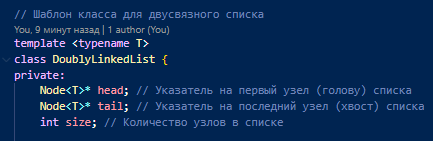 // Шаблон класса для двусвязного списка
You, 9 минут назад | 1 author (You)
template <typename T>
class DoublyLinkedList {
private:
    Node<T>* head; // Указатель на первый узел (голову) списка
    Node<T>* tail; // Указатель на последний узел (хвост) списка
    int size; // Количество узлов в списке